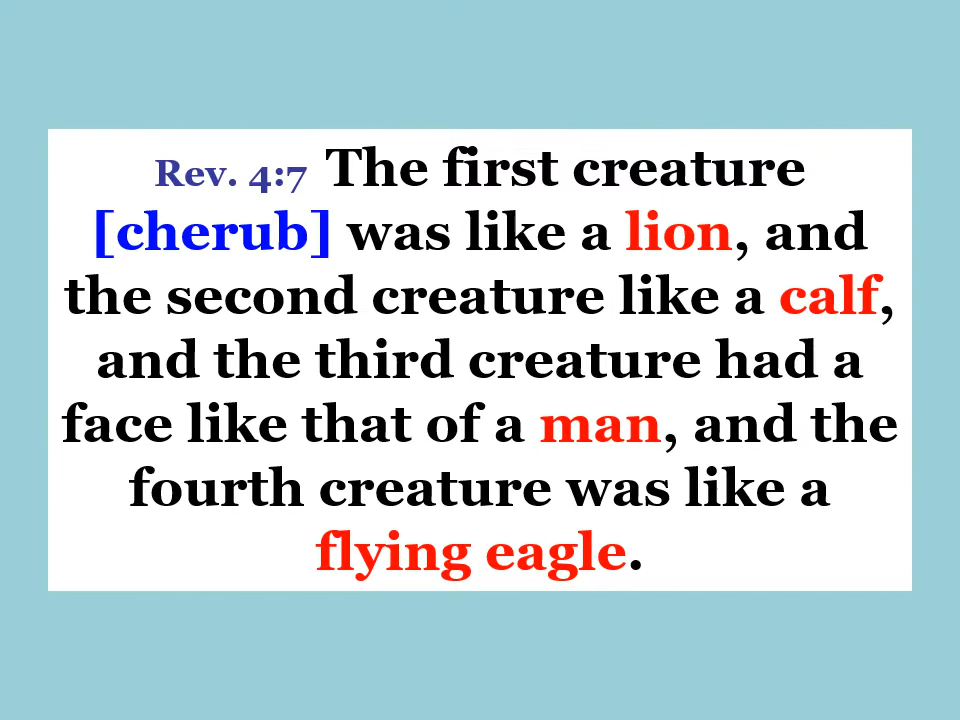 Rev. 4:7 The first creature
[cherub] was like a lion, and
the second creature like a calf,
and the third creature had a
face like that of a man, and the
fourth creature was like a
flying eagle.